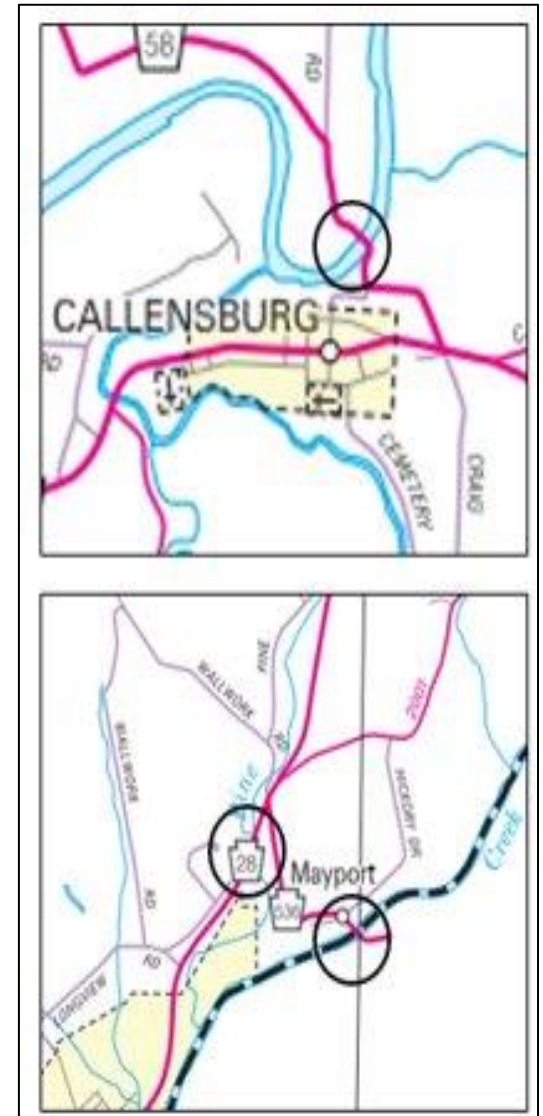 58
RD
CALLENSBURG
C
RD
CEMETERY
CRAIG
PINE
WALLWORK
RD
2001
WALLWORK
RD
HICKORY DR
Creek
28
Mayport
536
LONGVIEW
RD